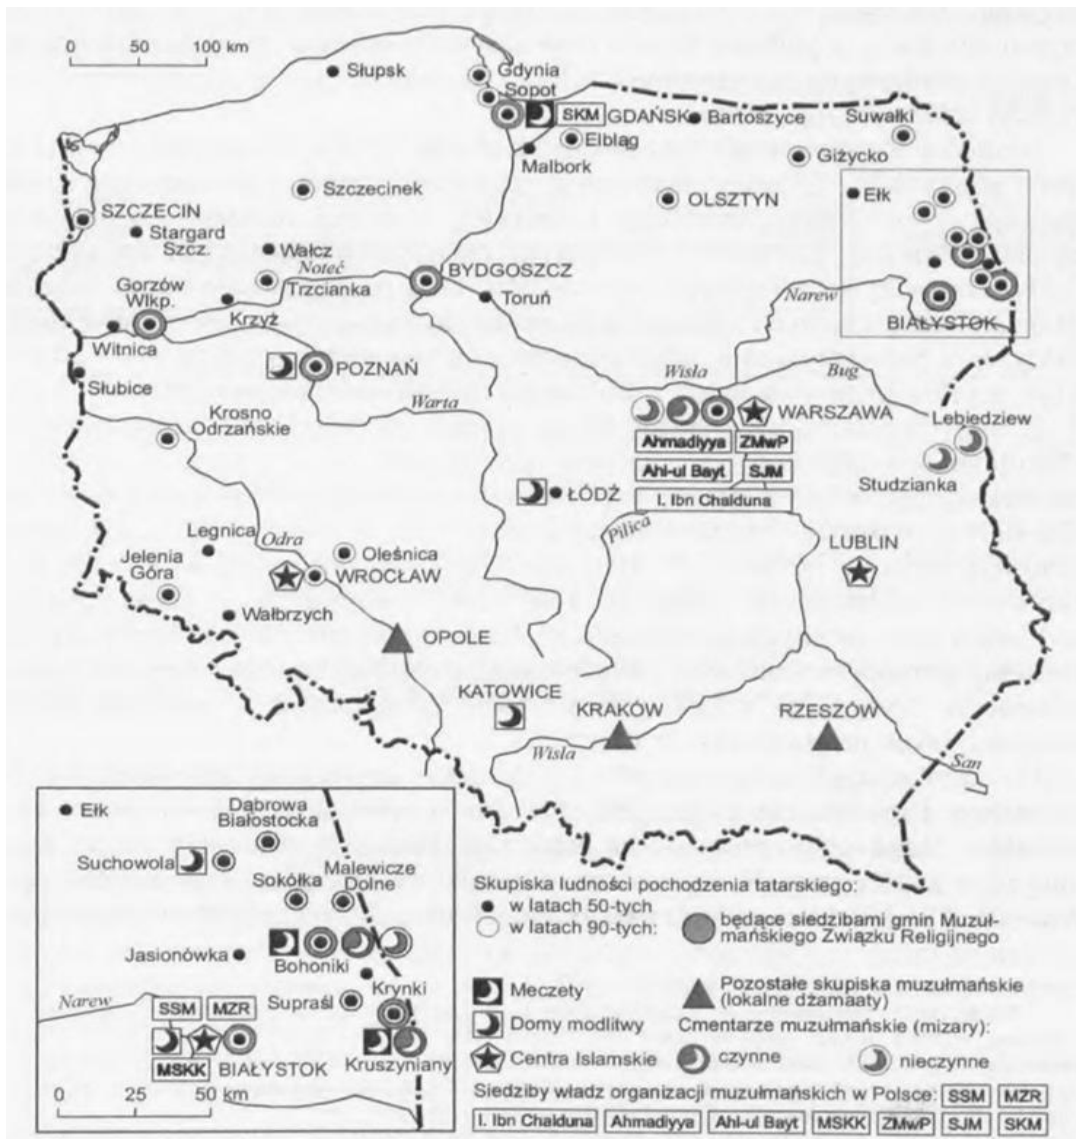 0 50 100 km
Słupsk
Gdynia
Sopot
SKM
GDAŃSK
Bartoszyce
Suwałki
Elbląg
Malbork
Giżycko
Szczecinek
OLSZTYN
Ełk
SZCZECIN
Stargard
Szcz.
Wałcz
Noteć
BYDGOSZCZ
Trzcianka
Gorzów
Wlkp.
Toruń
Narew
Krzyż
BIAŁYSTOK
Witnica
Słubice
POZNAŃ
Wisła
Bug
Warta
Krosno
Odrzańskie
WARSZAWA
Lebiedziew
Ahmadiyya
ZMwP
Ahl-ul Bayt
SJM
Studzianka
I. Ibn Chalduna
ŁÓDŹ
Pilica
Legnica
Odra
Oleśnica
LUBLIN
Jelenia
Góra
WROCŁAW
Wałbrzych
OPOLE
KATOWICE
KRAKÓW
RZESZÓW
Wisła
San
Ełk
Dąbrowa
Białostocka
Suchowola
Malewicze
Dolne
Sokółka
Jasionówka
Bohoniki
Krynki
Supraśl
Narew
SSM
MZR
MSKK
BIAŁYSTOK
Kruszyniany
0 25 50 km
Skupiska ludności pochodzenia tatarskiego:
w latach 50-tych
w latach 90-tych:
będące siedzibami gmin Muzuł-
mańskiego Związku Religijnego
Meczety
Pozostałe skupiska muzułmańskie
(lokalne dżamaaty)
Domy modlitwy
Cmentarze muzułmańskie (mizary):
Centra Islamskie
czynne
nieczynne
Siedziby władz organizacji muzułmańskich w Polsce: SSM MZR
I. Ibn Chalduna Ahmadiyya Ahl-ul Bayt MSKK ZMwP SJM SKM